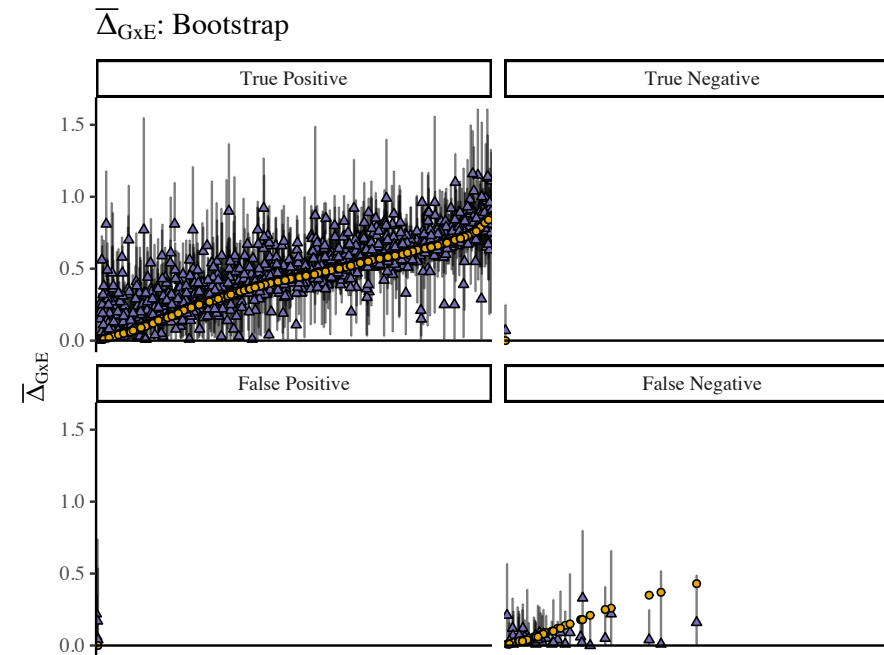 Δ̅GxE: Bootstrap
True Positive
True Negative
1.5
1.0
0.5
0.0
Δ̅GxE
False Positive
False Negative
1.5
1.0
0.5
0.0